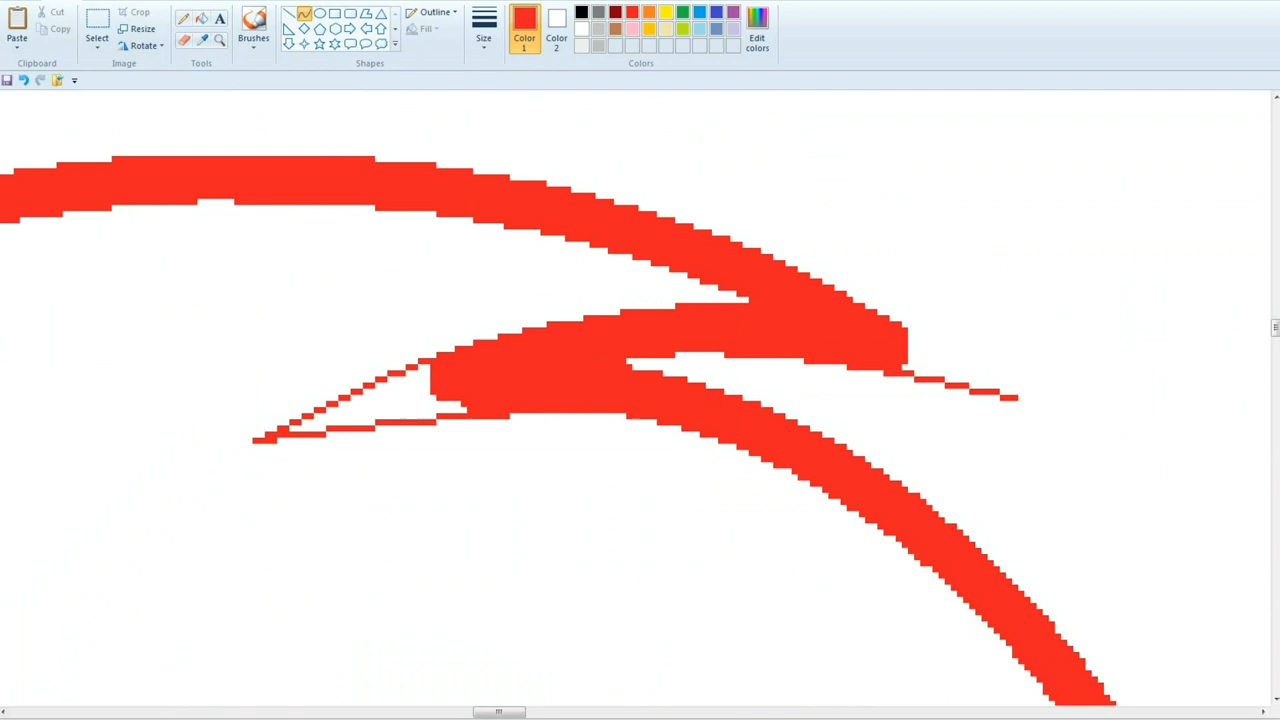 Cut Crop Outline
Paste Copy Select Resize Brushes Fill Size Color 1 Color 2 Edit colors
Rotate A
Clipboard Image Tools Shapes Colors